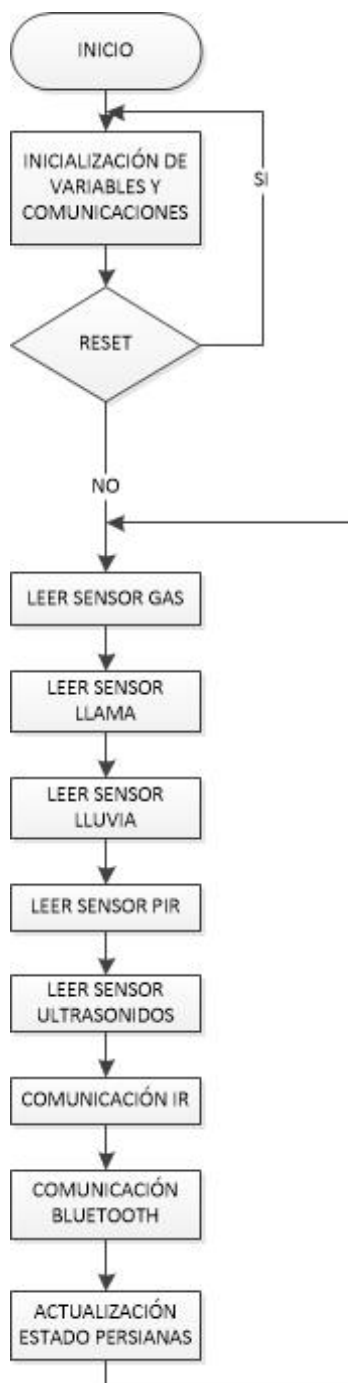 INICIO
INICIALIZACIÓN DE
VARIABLES Y
COMUNICACIONES
SI
RESET
NO
LEER SENSOR GAS
LEER SENSOR
LLAMA
LEER SENSOR
LLUVIA
LEER SENSOR PIR
LEER SENSOR
ULTRASONIDOS
COMUNICACIÓN IR
COMUNICACIÓN
BLUETOOTH
ACTUALIZACIÓN
ESTADO PERSIANAS